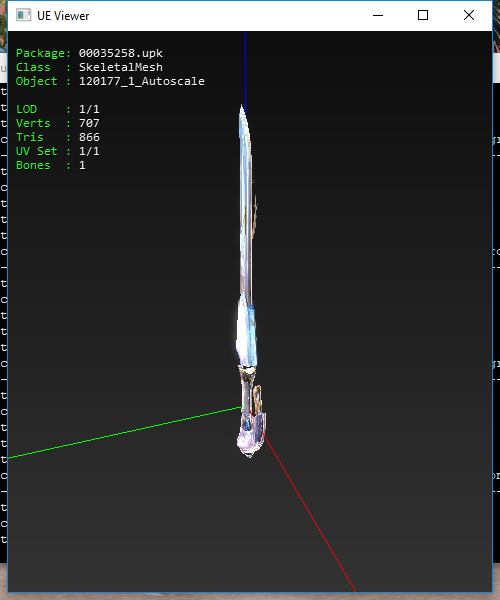 UE Viewer
Package: 00035258.upk
Class  : SkeletalMesh
Object : 120177_1_Autoscale
LOD    : 1/1
Verts  : 707
Tris   : 866
UV Set : 1/1
Bones  : 1